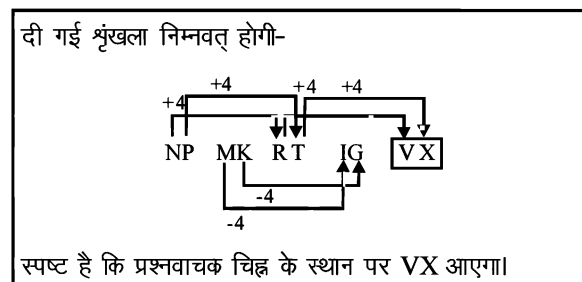 दी गई शृंखला निम्नवत् होगी-
+4 +4 +4 +4
NP MK RT IG VX
-4
-4
स्पष्ट है कि प्रश्नवाचक चिह्न के स्थान पर VX आएगा।